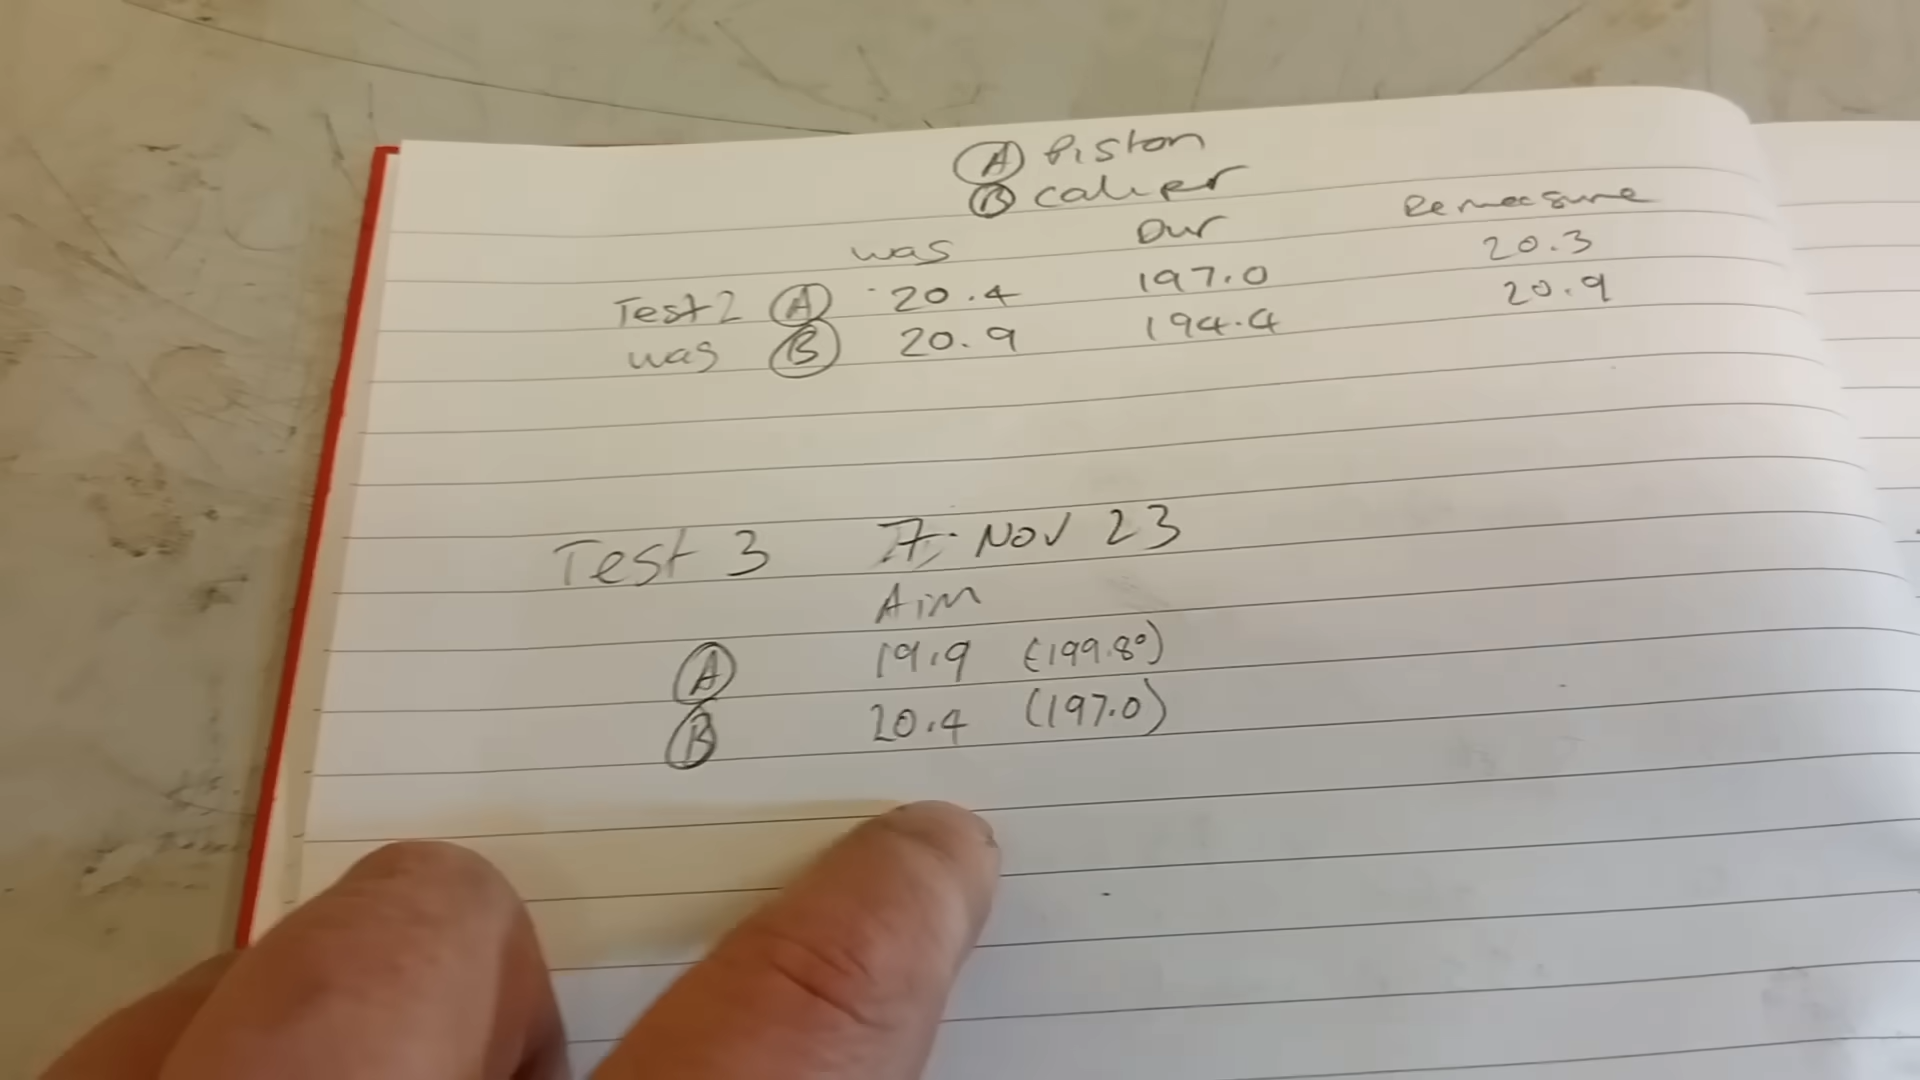 A Piston
B caliper
was Dur Remeasure
Test 2 A 20.4 197.0 20.3
was B 20.9 194.4 20.9
Test 3 7. Nov 23
Aim
A 19.9 (199.8°)
B 20.4 (197.0)